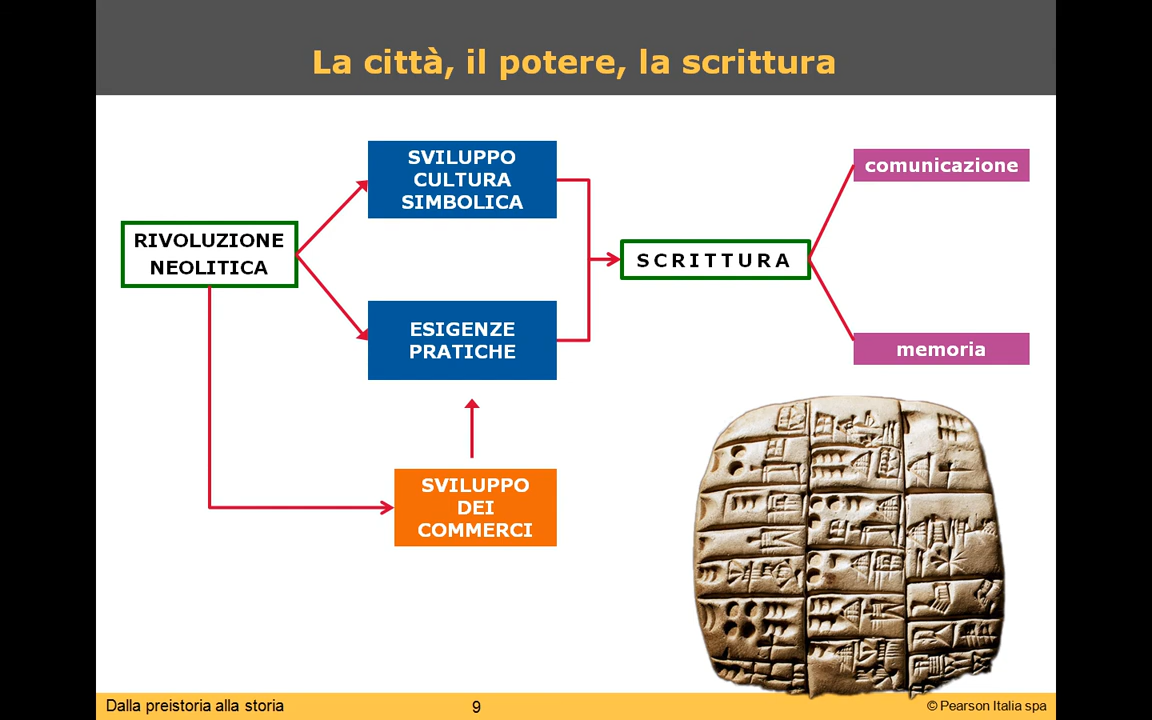 La città, il potere, la scrittura
SVILUPPO
CULTURA
SIMBOLICA
comunicazione
RIVOLUZIONE
NEOLITICA
SCRITTURA
ESIGENZE
PRATICHE
memoria
SVILUPPO
DEI
COMMERCI
Dalla preistoria alla storia
9
© Pearson Italia spa